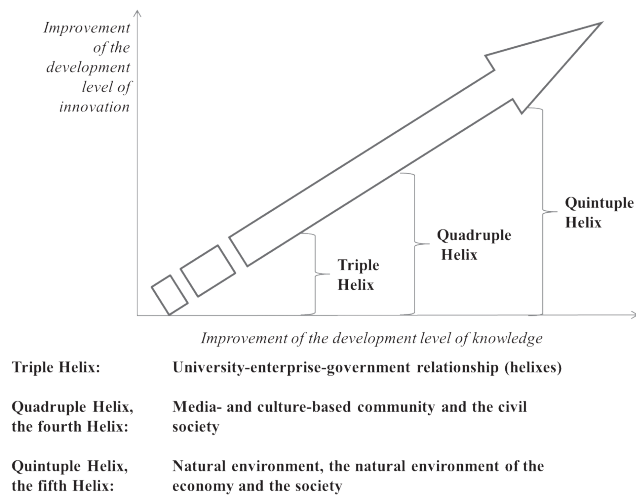 Improvement
of the
development
level of
innovation
Quintuple
Helix
Quadruple
Helix
Triple
Helix
Improvement of the development level of knowledge
Triple Helix: University-enterprise-government relationship (helixes)
Quadruple Helix, Media- and culture-based community and the civil
the fourth Helix: society
Quintuple Helix, Natural environment, the natural environment of the
the fifth Helix: economy and the society